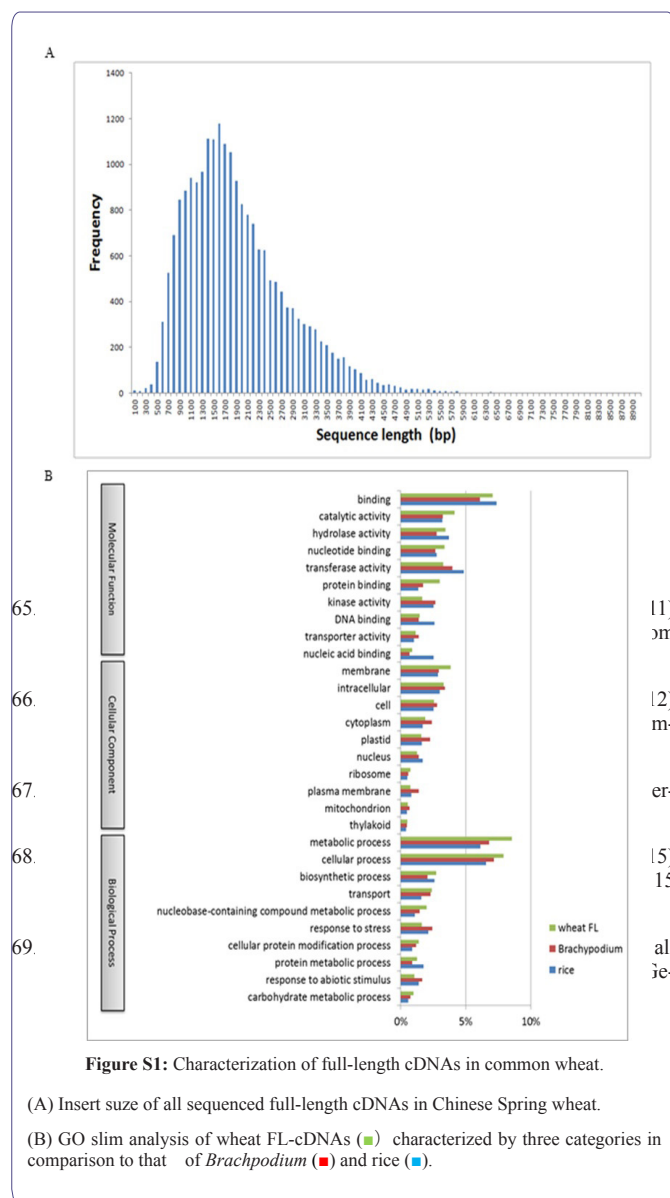 A
1400
1200
1000
800
600
400
200
0
Frequency
100 300 500 700 900 1100 1300 1500 1700 1900 2100 2300 2500 2700 2900 3100 3300 3500 3700 3900 4100 4300 4500 4700 4900 5100 5300 5500 5700 5900 6100 6300 6500 6700 6900 7100 7300 7500 7700 7900 8100 8300 8500 8700 8900
Sequence length (bp)
B
Molecular Function
binding
catalytic activity
hydrolase activity
nucleotide binding
transferase activity
protein binding
65.
11)
kinase activity
DNA binding
om
transporter activity
nucleic acid binding
Cellular Component
membrane
intracellular
66.
12)
cell
cytoplasm
m-
plastid
nucleus
ribosome
67.
plasma membrane
er-
mitochondrion
thylakoid
Biological Process
metabolic process
68.
cellular process
15)
biosynthetic process
15
transport
nucleobase-containing compound metabolic process
response to stress
wheat FL
69.
cellular protein modification process
Brachypodium
al
protein metabolic process
rice
Ge-
response to abiotic stimulus
carbohydrate metabolic process
0% 5% 10%
Figure S1: Characterization of full-length cDNAs in common wheat.
(A) Insert suze of all sequenced full-length cDNAs in Chinese Spring wheat.
(B) GO slim analysis of wheat FL-cDNAs (■) characterized by three categories in
comparison to that of Brachpodium (■) and rice (■).